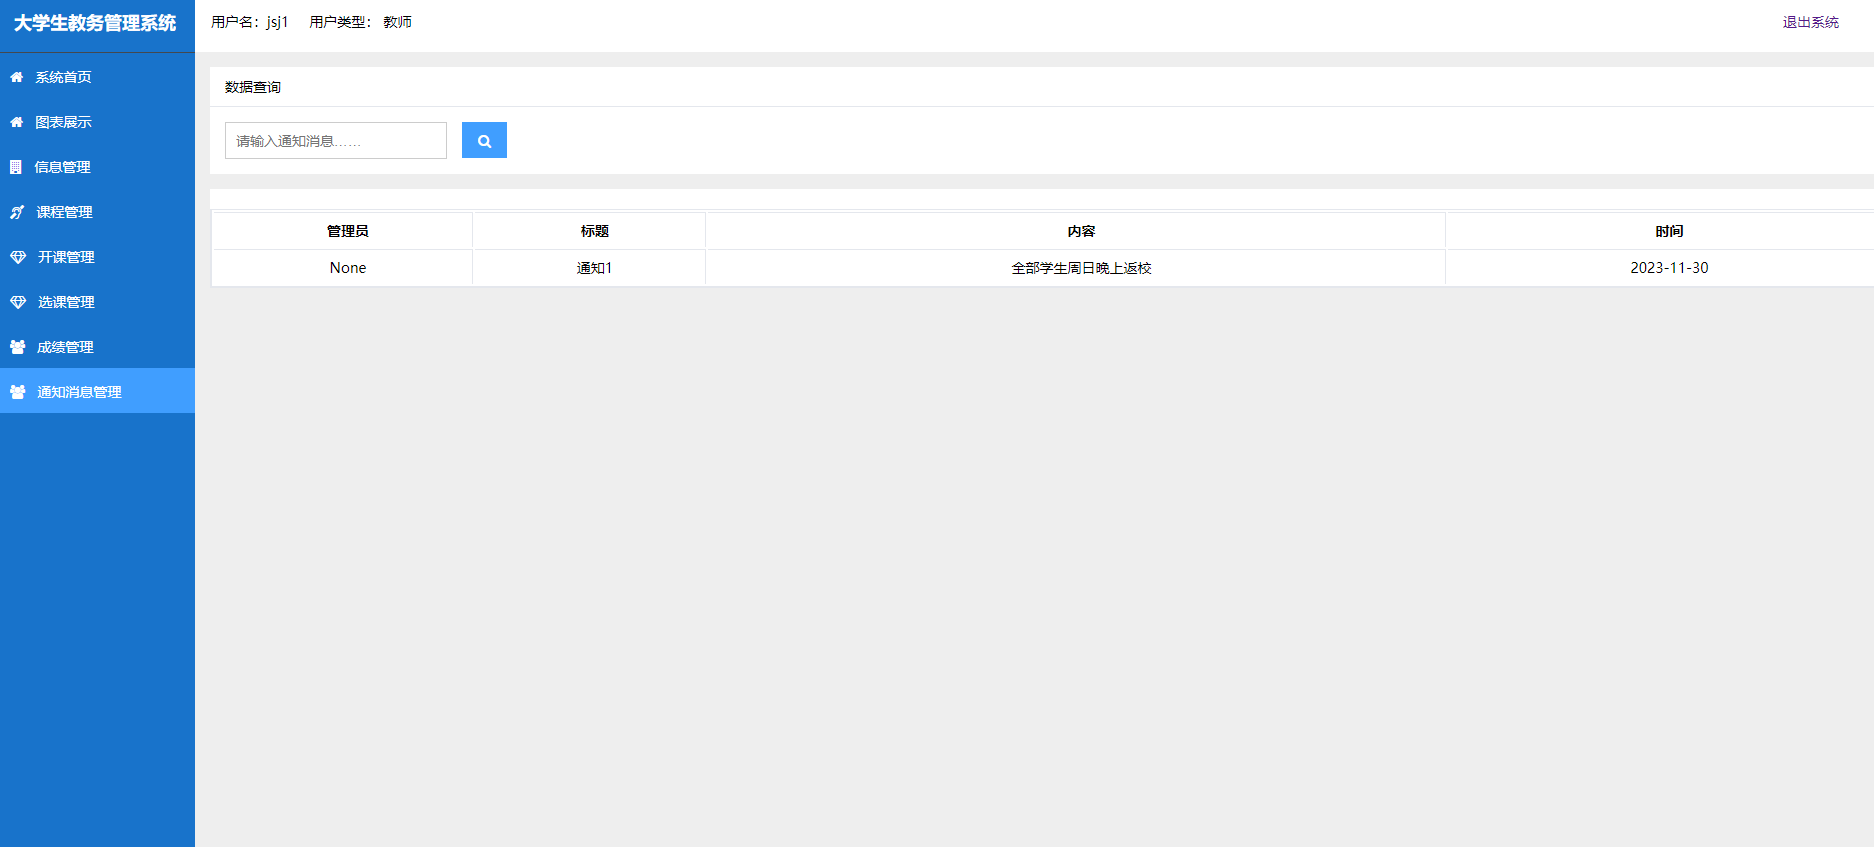 大学生教务管理系统
用户名：jsj1 用户类型： 教师
退出系统
系统首页
图表展示
信息管理
课程管理
开课管理
选课管理
成绩管理
通知消息管理
数据查询
请输入通知消息……
管理员 标题 内容 时间
None 通知1 全部学生周日晚上返校 2023-11-30